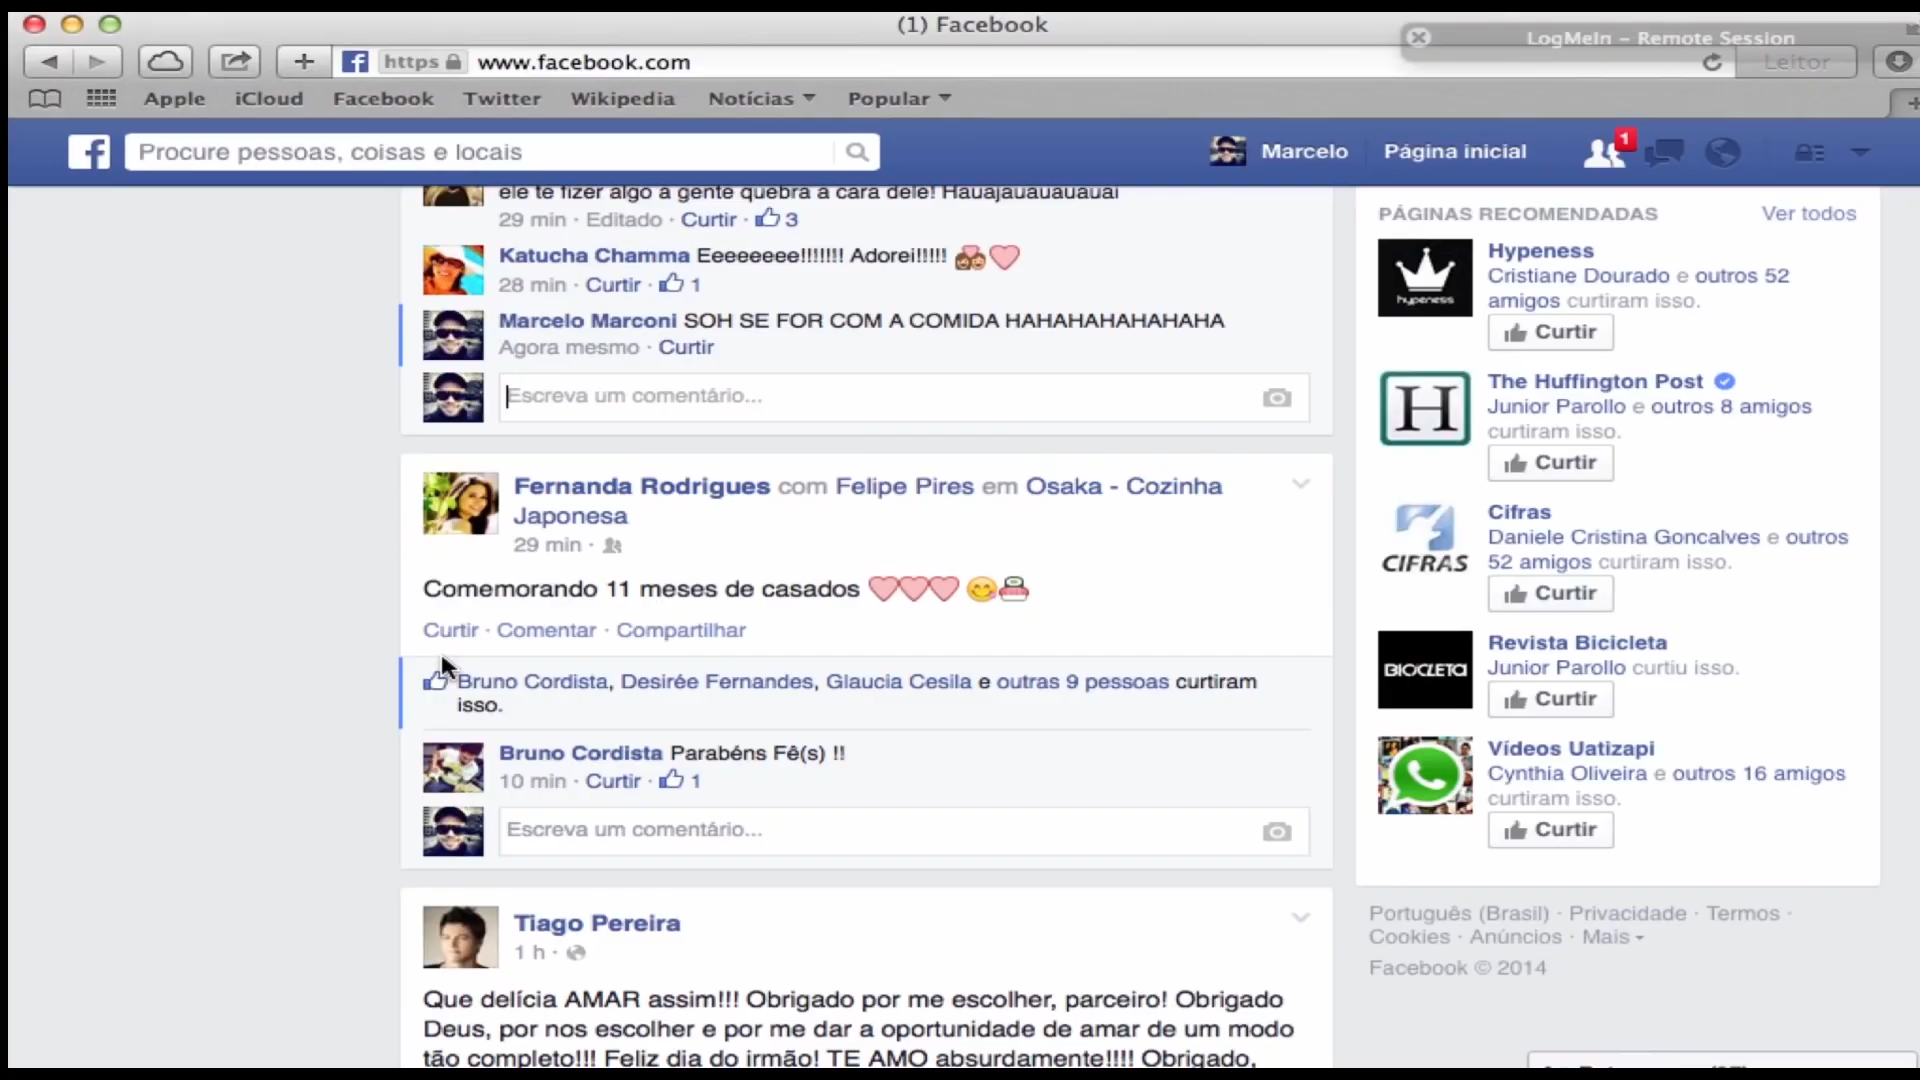 (1) Facebook
LogMeIn – Remote Session
https www.facebook.com
Leitor
Apple iCloud Facebook Twitter Wikipedia Notícias Popular
Procure pessoas, coisas e locais
Marcelo Página inicial
1
ele te fizer algo a gente quebra a cara dele! Hauajauauauauai
29 min · Editado · Curtir · 3
Katucha Chamma Eeeeeeee!!!!!!! Adorei!!!!!
28 min · Curtir · 1
Marcelo Marconi SOH SE FOR COM A COMIDA HAHAHAHAHAHAHA
Agora mesmo · Curtir
Escreva um comentário...
Fernanda Rodrigues com Felipe Pires em Osaka - Cozinha
Japonesa
29 min ·
Comemorando 11 meses de casados
Curtir · Comentar · Compartilhar
Bruno Cordista, Desirée Fernandes, Glaucia Cesila e outras 9 pessoas curtiram
isso.
Bruno Cordista Parabéns Fê(s) !!
10 min · Curtir · 1
Escreva um comentário...
Tiago Pereira
1 h ·
Que delícia AMAR assim!!! Obrigado por me escolher, parceiro! Obrigado
Deus, por nos escolher e por me dar a oportunidade de amar de um modo
tão completo!!! Feliz dia do irmão! TE AMO absurdamente!!!! Obrigado,
PÁGINAS RECOMENDADAS Ver todos
hypeness
Hypeness
Cristiane Dourado e outros 52
amigos curtiram isso.
Curtir
H
The Huffington Post
Junior Parollo e outros 8 amigos
curtiram isso.
Curtir
CIFRAS
Cifras
Daniele Cristina Goncalves e outros
52 amigos curtiram isso.
Curtir
BICICLETA
Revista Bicicleta
Junior Parollo curtiu isso.
Curtir
Vídeos Uatizapi
Cynthia Oliveira e outros 16 amigos
curtiram isso.
Curtir
Português (Brasil) · Privacidade · Termos ·
Cookies · Anúncios · Mais
Facebook © 2014